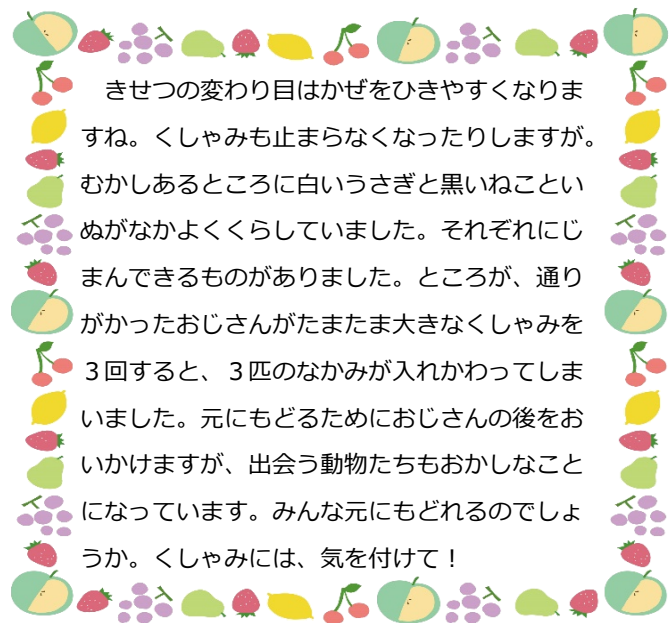 きせつの変わり目はかぜをひきやすくなりま
すね。くしゃみも止まらなくなったりしますが。
むかしあるところに白いうさぎと黒いねことい
ぬがなかよくくらしていました。それぞれにじ
まんできるものがありました。ところが、通り
がかったおじさんがたまたま大きなくしゃみを
３回すると、３匹のなかみが入れかわってしま
いました。元にもどるためにおじさんの後をお
いかけますが、出会う動物たちもおかしなこと
になっています。みんな元にもどれるのでしょ
うか。くしゃみには、気を付けて！